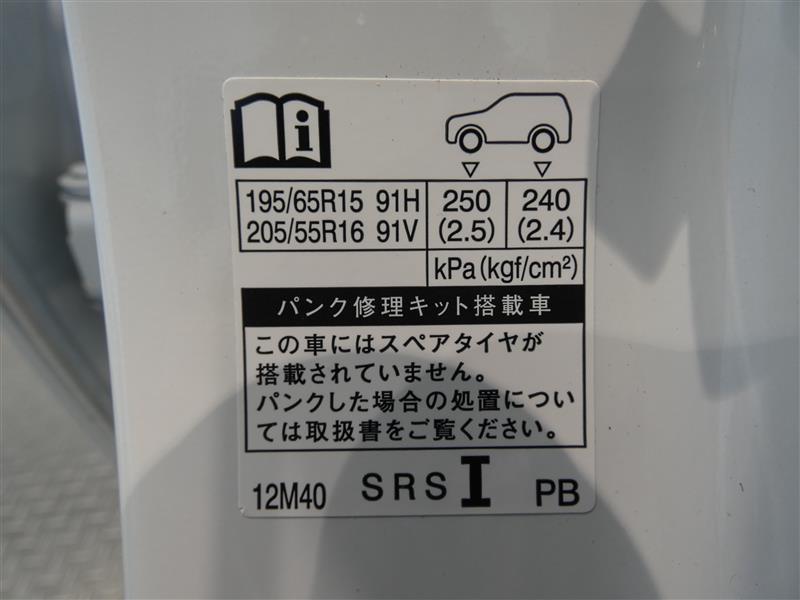 i
195/65R15 91H 250 240
205/55R16 91V (2.5) (2.4)
kPa(kgf/cm²)
パンク修理キット搭載車
この車にはスペアタイヤが
搭載されていません。
パンクした場合の処置につい
ては取扱書をご覧ください。
12M40 SRS I PB